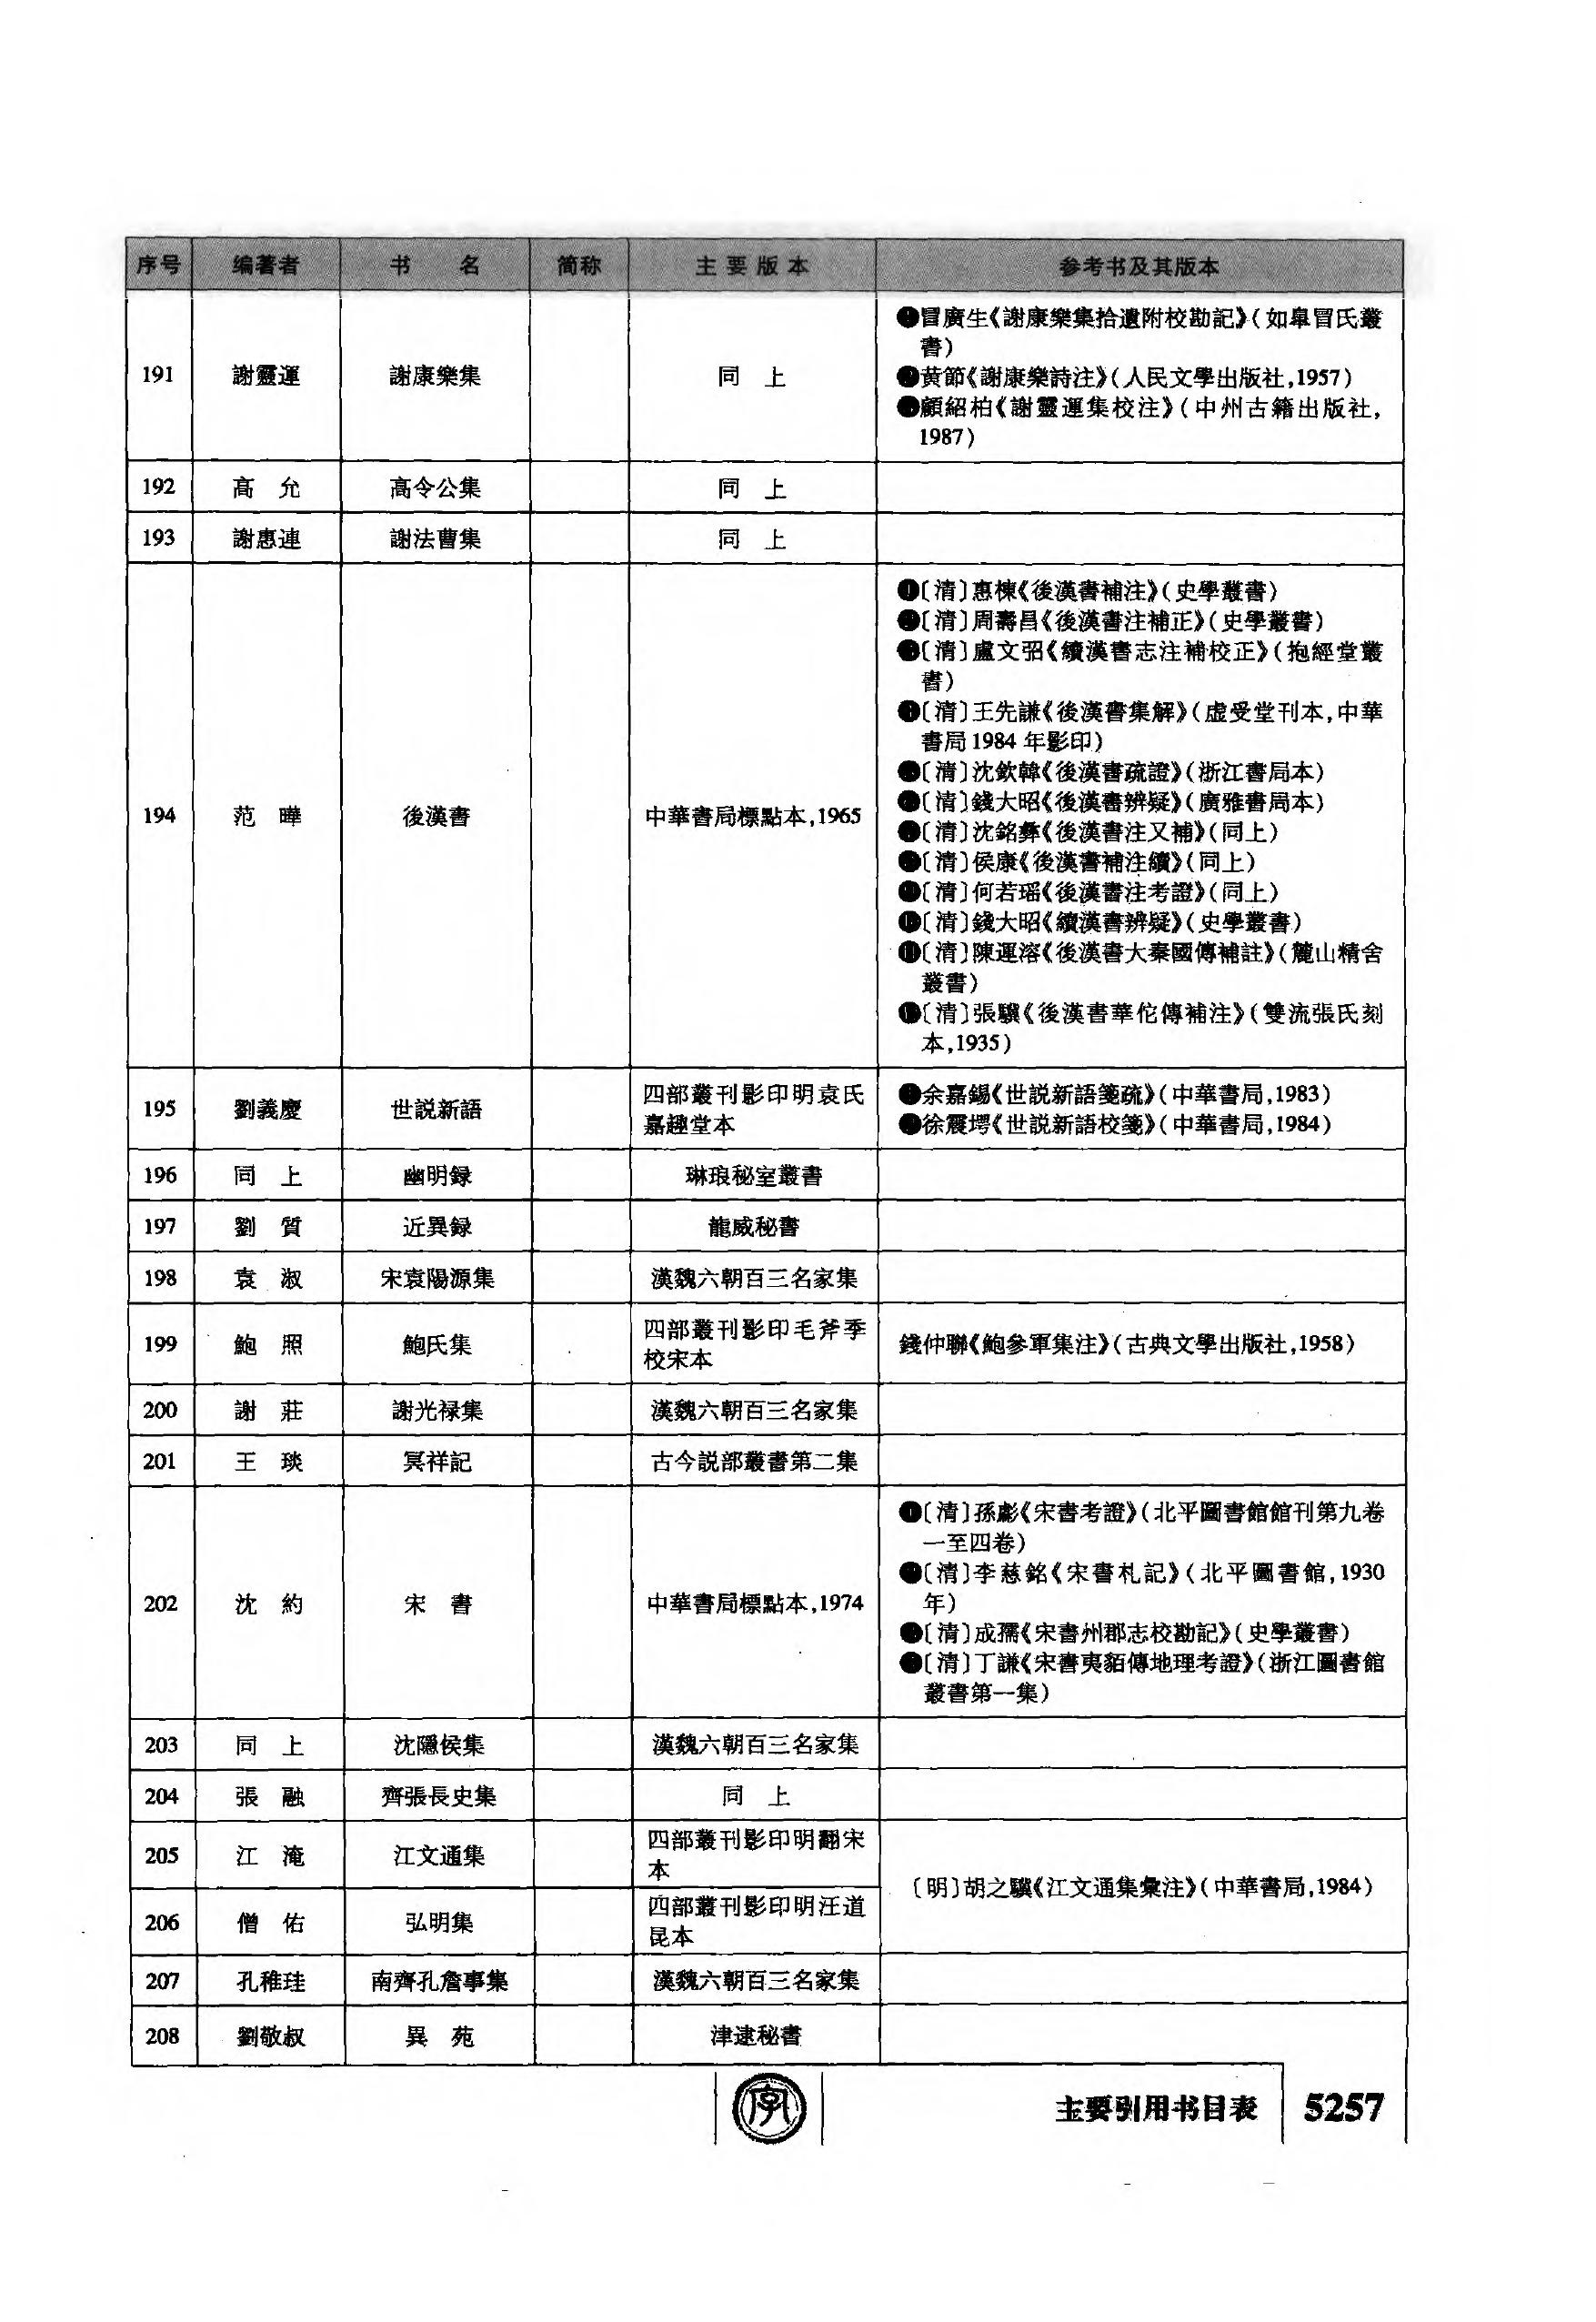 序号 编著者 书 名 简称 主要版本 参考书及其版本
191 謝靈運 謝康樂集 同 上
❶冒廣生《謝康樂集拾遺附校勘記》(如臯冒氏叢
書)
❷黄節《謝康樂詩注》(人民文學出版社,1957)
❸顧紹柏《謝靈運集校注》(中州古籍出版社,
1987)
192 高 允 高令公集 同 上
193 謝惠連 謝法曹集 同 上
194 范 曄 後漢書 中華書局標點本,1965
❶〔清〕惠棟《後漢書補注》(史學叢書)
❷〔清〕周壽昌《後漢書注補正》(史學叢書)
❸〔清〕盧文弨《續漢書志注補校正》(抱經堂叢
書)
❹〔清〕王先謙《後漢書集解》(虚受堂刊本,中華
書局1984年影印)
❺〔清〕沈欽韓《後漢書疏證》(浙江書局本)
❻〔清〕錢大昭《後漢書辨疑》(廣雅書局本)
❼〔清〕沈銘彝《後漢書注又補》(同上)
❽〔清〕侯康《後漢書補注續》(同上)
❾〔清〕何若瑶《後漢書注考證》(同上)
❿〔清〕錢大昭《續漢書辨疑》(史學叢書)
⓫〔清〕陳運溶《後漢書大秦國傳補註》(麓山精舍
叢書)
⓬〔清〕張驥《後漢書華佗傳補注》(雙流張氏刻
本,1935)
195 劉義慶 世説新語
四部叢刊影印明袁氏
嘉趣堂本
❶余嘉錫《世説新語箋疏》(中華書局,1983)
❷徐震堮《世説新語校箋》(中華書局,1984)
196 同 上 幽明録 琳琅秘室叢書
197 劉 質 近異録 龍威秘書
198 袁 淑 宋袁陽源集 漢魏六朝百三名家集
199 鮑 照 鮑氏集
四部叢刊影印毛斧季
校宋本
錢仲聯《鮑參軍集注》(古典文學出版社,1958)
200 謝 莊 謝光禄集 漢魏六朝百三名家集
201 王 琰 冥祥記 古今説部叢書第二集
202 沈 約 宋 書 中華書局標點本,1974
❶〔清〕孫彪《宋書考證》(北平圖書館館刊第九卷
一至四卷)
❷〔清〕李慈銘《宋書札記》(北平圖書館,1930
年)
❸〔清〕成孺《宋書州郡志校勘記》(史學叢書)
❹〔清〕丁謙《宋書夷貊傳地理考證》(浙江圖書館
叢書第一集)
203 同 上 沈隱侯集 漢魏六朝百三名家集
204 張 融 齊張長史集 同 上
205 江 淹 江文通集
四部叢刊影印明翻宋
本
〔明〕胡之驥《江文通集彙注》(中華書局,1984)
206 僧 佑 弘明集
四部叢刊影印明汪道
昆本
207 孔稚珪 南齊孔詹事集 漢魏六朝百三名家集
208 劉敬叔 異 苑 津逮秘書
主要引用书目表 5257